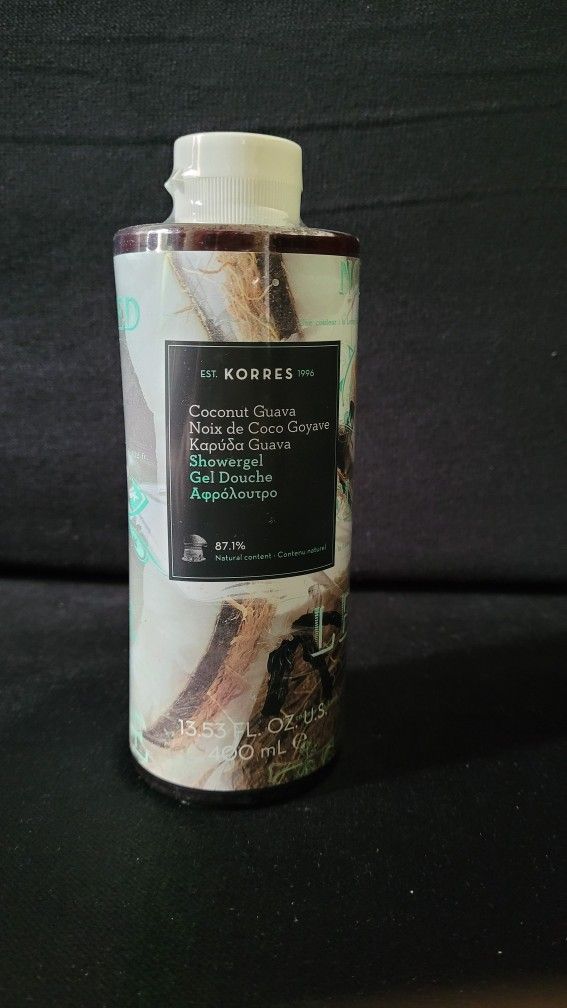 EST. KORRES 1996
Coconut Guava
Noix de Coco Goyave
Καρύδα Guava
Showergel
Gel Douche
Αφρόλουτρο
87.1%
Natural content - Contenu naturel
13.53 FL. OZ. U.S.
400 mL ℮